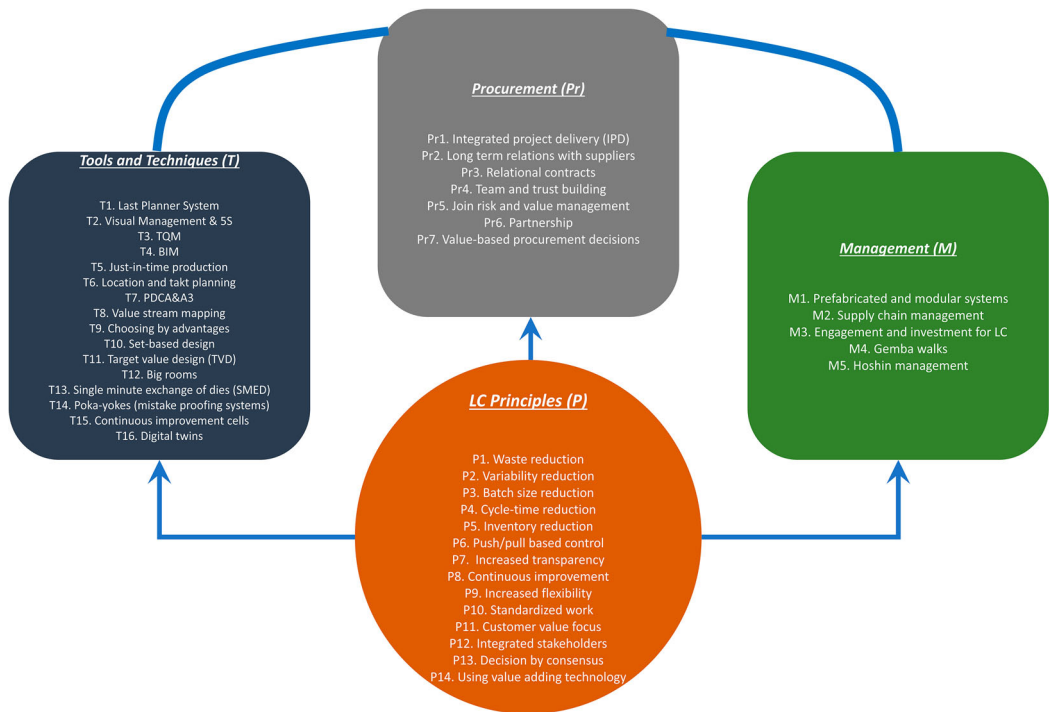 Procurement (Pr)
Pr1. Integrated project delivery (IPD)
Pr2. Long term relations with suppliers
Pr3. Relational contracts
Pr4. Team and trust building
Pr5. Join risk and value management
Pr6. Partnership
Pr7. Value-based procurement decisions
Tools and Techniques (T)
T1. Last Planner System
T2. Visual Management & 5S
T3. TQM
T4. BIM
T5. Just-in-time production
T6. Location and takt planning
T7. PDCA&A3
T8. Value stream mapping
T9. Choosing by advantages
T10. Set-based design
T11. Target value design (TVD)
T12. Big rooms
T13. Single minute exchange of dies (SMED)
T14. Poka-yokes (mistake proofing systems)
T15. Continuous improvement cells
T16. Digital twins
Management (M)
M1. Prefabricated and modular systems
M2. Supply chain management
M3. Engagement and investment for LC
M4. Gemba walks
M5. Hoshin management
LC Principles (P)
P1. Waste reduction
P2. Variability reduction
P3. Batch size reduction
P4. Cycle-time reduction
P5. Inventory reduction
P6. Push/pull based control
P7. Increased transparency
P8. Continuous improvement
P9. Increased flexibility
P10. Standardized work
P11. Customer value focus
P12. Integrated stakeholders
P13. Decision by consensus
P14. Using value adding technology